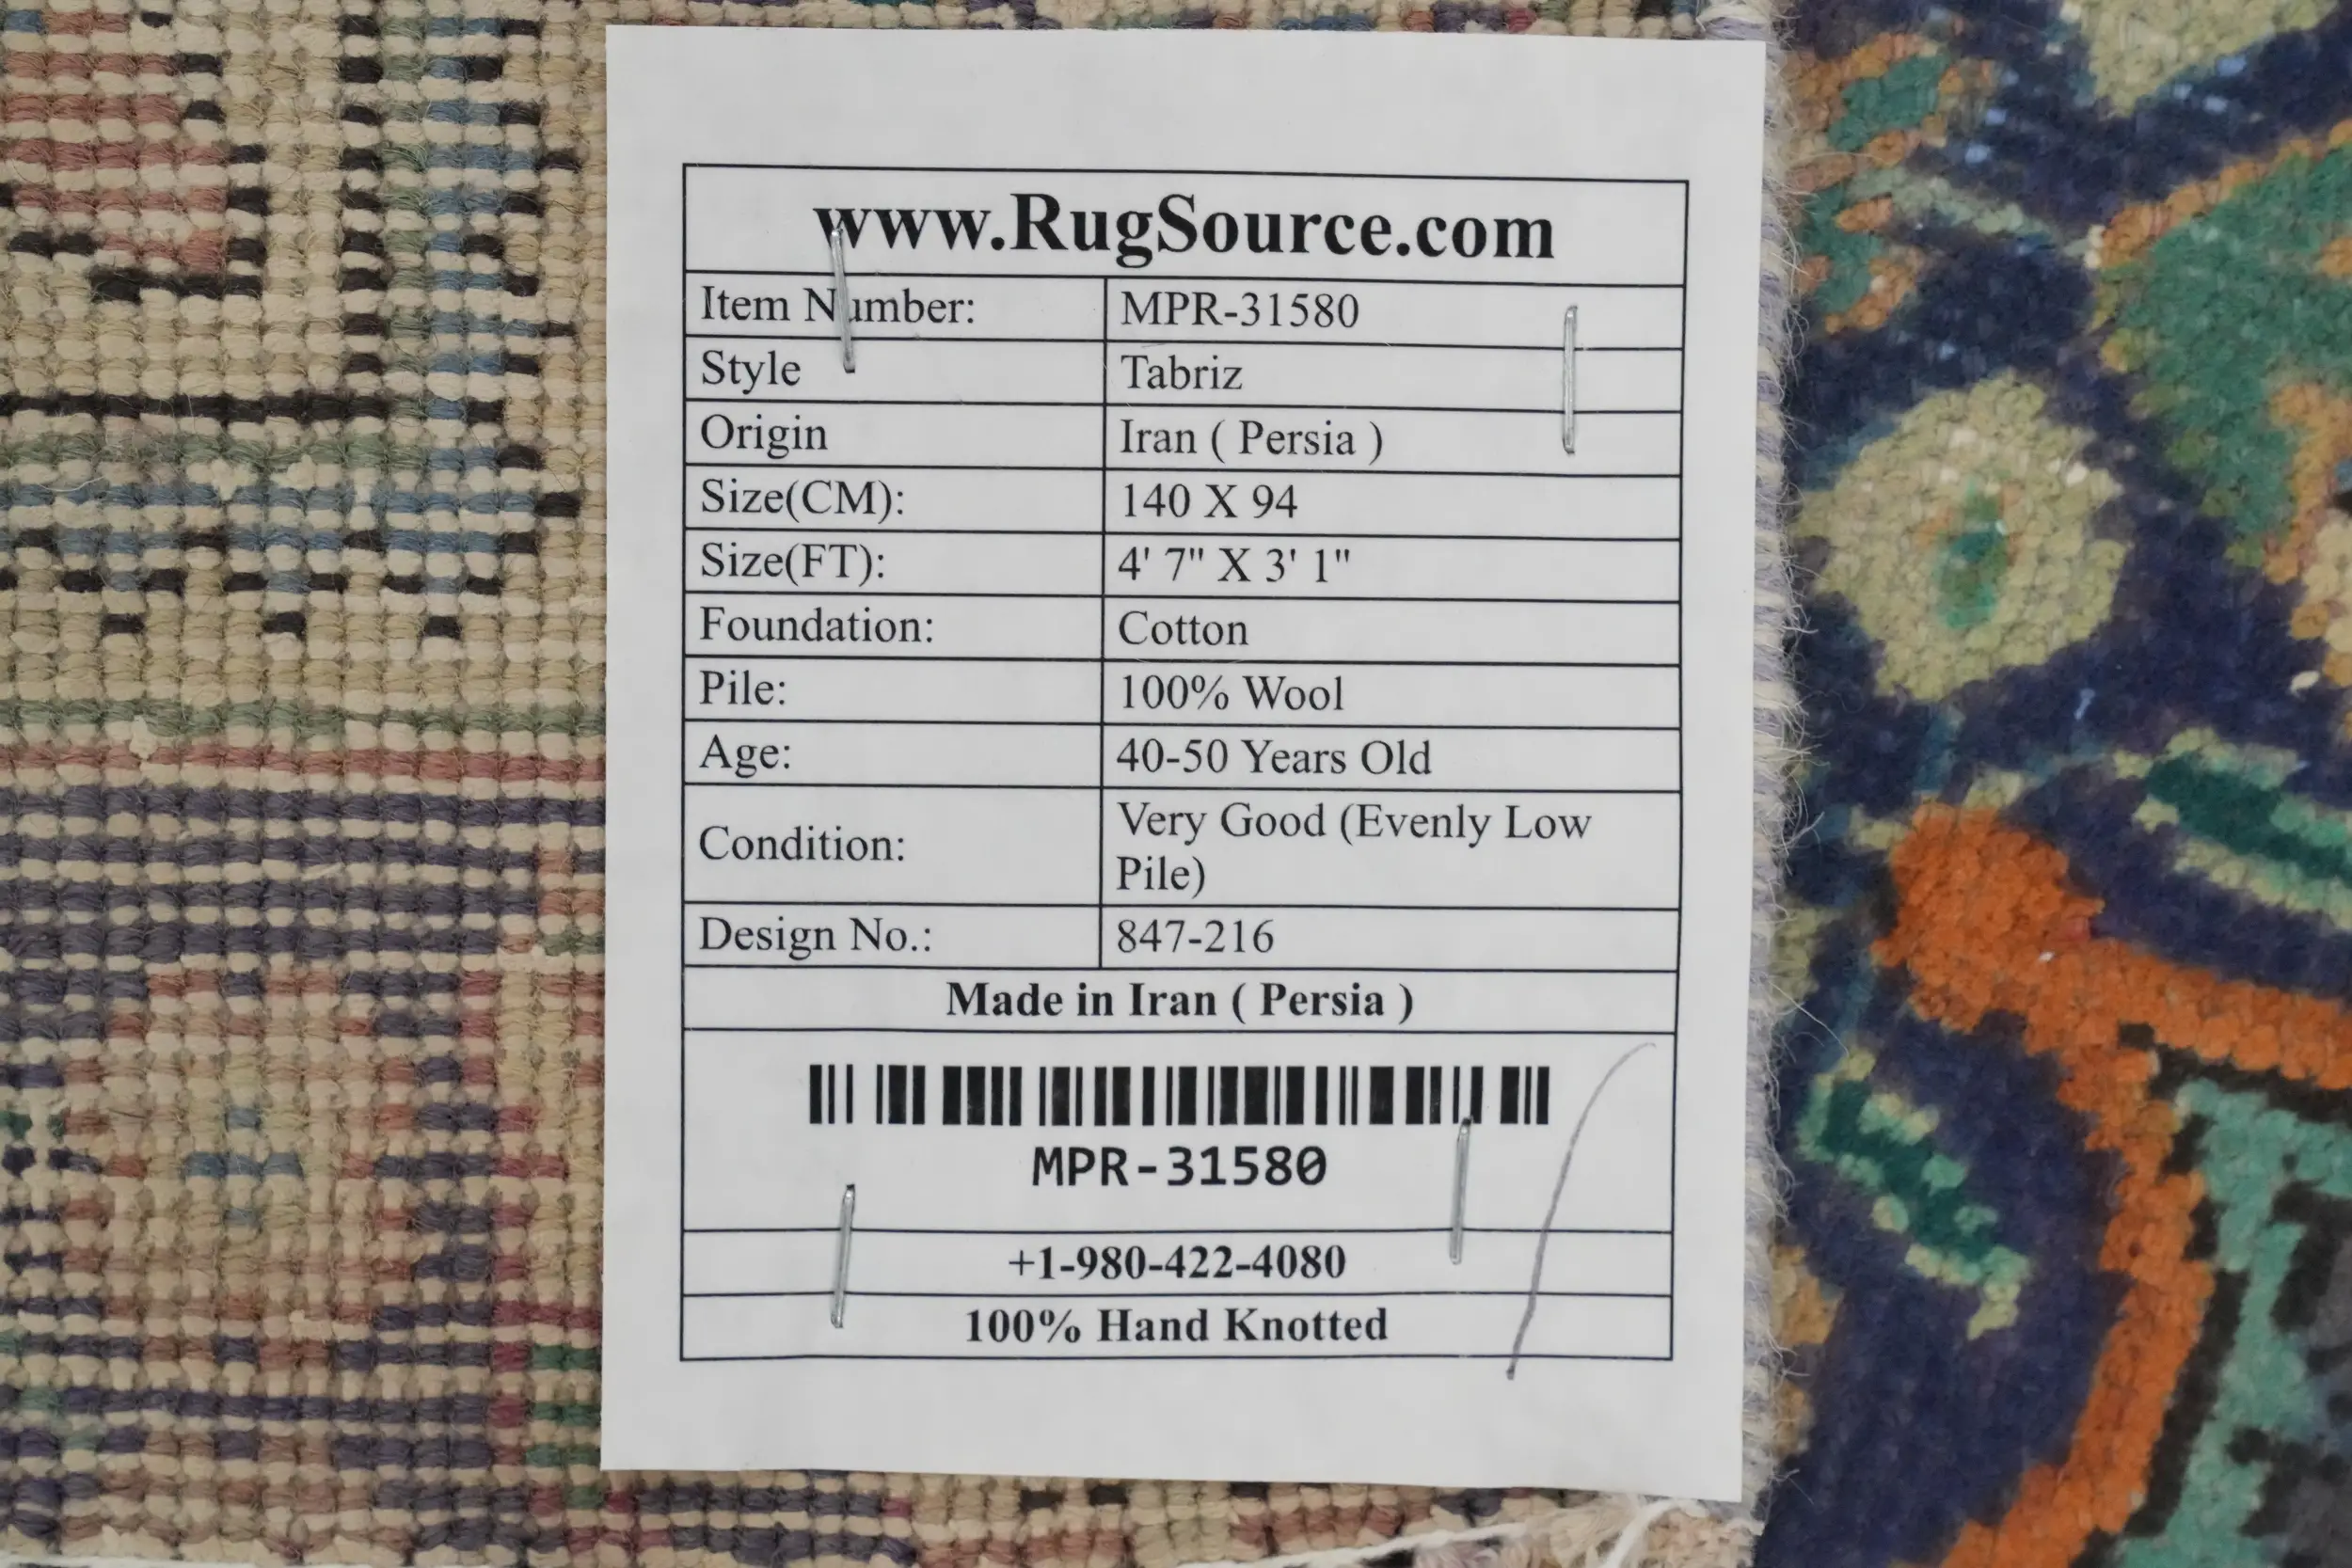 www.RugSource.com
Item Number: MPR-31580
Style Tabriz
Origin Iran ( Persia )
Size(CM): 140 X 94
Size(FT): 4' 7" X 3' 1"
Foundation: Cotton
Pile: 100% Wool
Age: 40-50 Years Old
Condition: Very Good (Evenly Low
Pile)
Design No.: 847-216
Made in Iran ( Persia )
MPR-31580
+1-980-422-4080
100% Hand Knotted